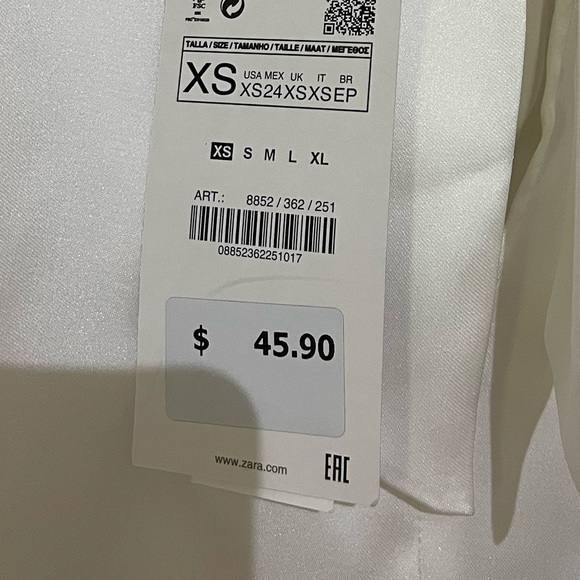 FSC
TALLA / SIZE / TAMANHO / TAILLE / MAAT / ΜΕΓΕΘΟΣ
XS USA MEX UK IT BR
XS 24 XS XS EP
XS S M L XL
ART.: 8852 / 362 / 251
08852362251017
$ 45.90
www.zara.com EAC